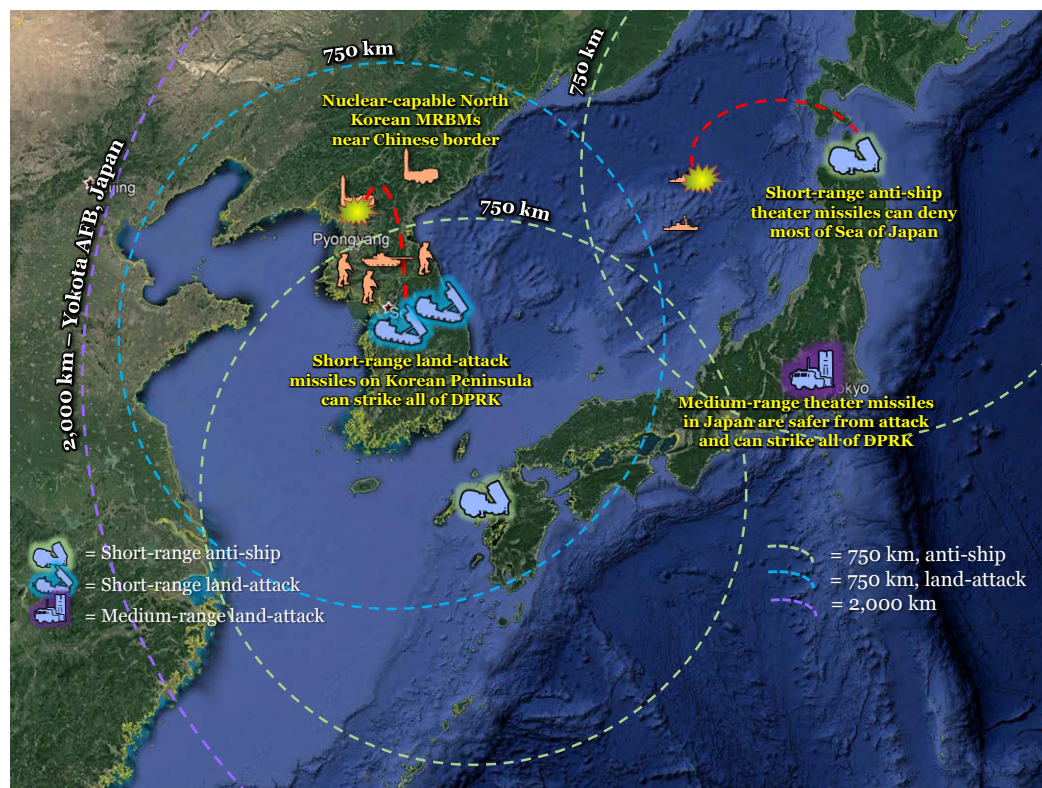 750 km
750 km
Nuclear-capable North
Korean MRBMs
near Chinese border
2,000 km – Yokota AFB, Japan
jing
750 km
Short-range anti-ship
theater missiles can deny
most of Sea of Japan
Pyongyang
S
Short-range land-attack
missiles on Korean Peninsula
can strike all of DPRK
okyo
Medium-range theater missiles
in Japan are safer from attack
and can strike all of DPRK
= Short-range anti-ship
= Short-range land-attack
= Medium-range land-attack
= 750 km, anti-ship
= 750 km, land-attack
= 2,000 km